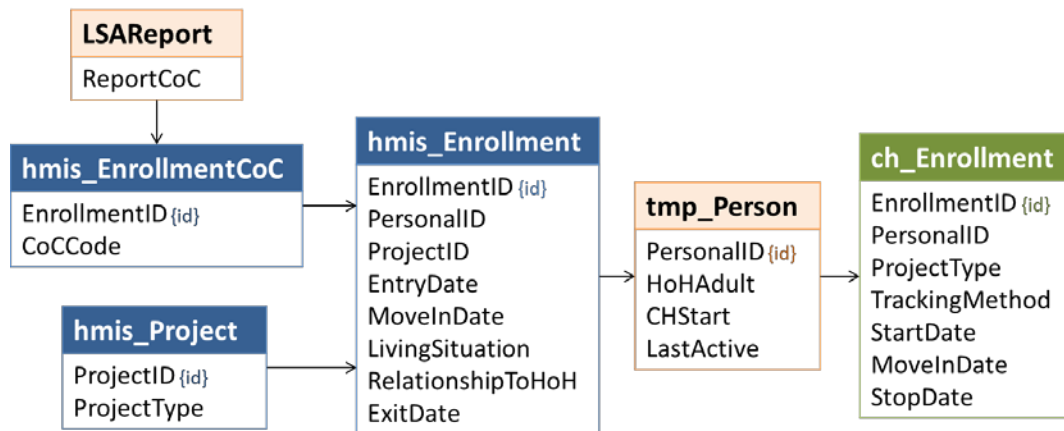 LSAReport
ReportCoC
hmis_EnrollmentCoC
EnrollmentID {id}
CoCCode
hmis_Project
ProjectID {id}
ProjectType
hmis_Enrollment
EnrollmentID {id}
PersonalID
ProjectID
EntryDate
MoveInDate
LivingSituation
RelationshipToHoH
ExitDate
tmp_Person
PersonalID {id}
HoHAdult
CHStart
LastActive
ch_Enrollment
EnrollmentID {id}
PersonalID
ProjectType
TrackingMethod
StartDate
MoveInDate
StopDate